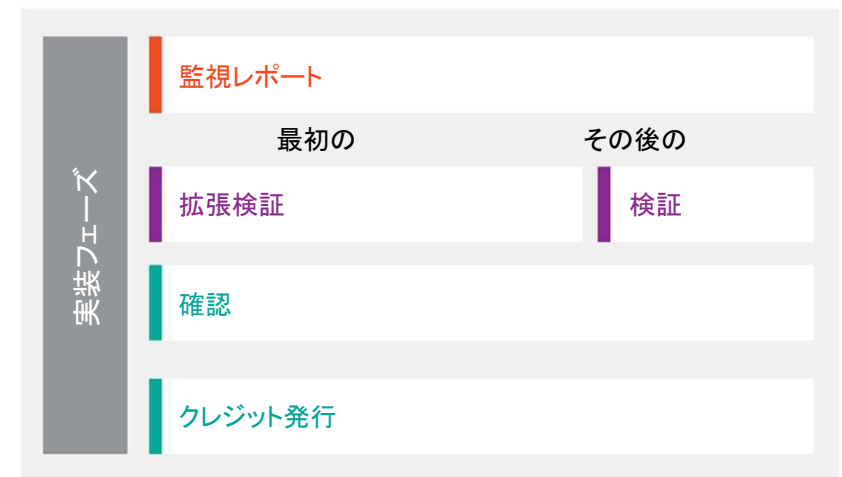 実装フェーズ
監視レポート
最初の
その後の
拡張検証
検証
確認
クレジット発行